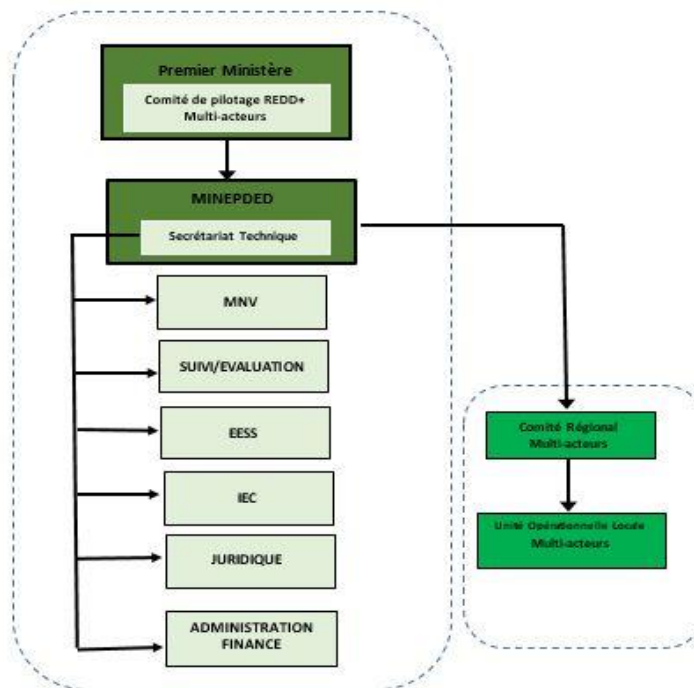 Premier Ministère
Comité de pilotage REDD+
Multi-acteurs
MINEPDED
Secrétariat Technique
MNV
SUIVI/EVALUATION
EESS
IEC
JURIDIQUE
ADMINISTRATION
FINANCE
Comité Régional
Multi-acteurs
Unité Opérationnelle Locale
Multi-acteurs